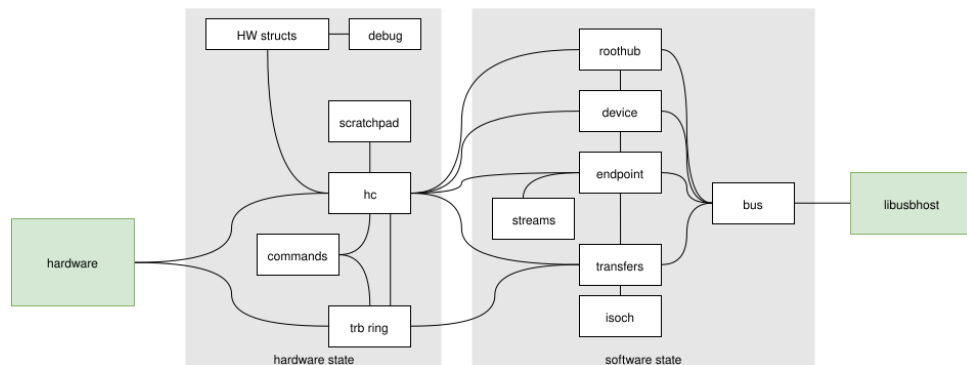 HW structs
debug
roothub
scratchpad
device
hc
endpoint
streams
bus
libusbhost
hardware
commands
transfers
trb ring
isoch
hardware state
software state